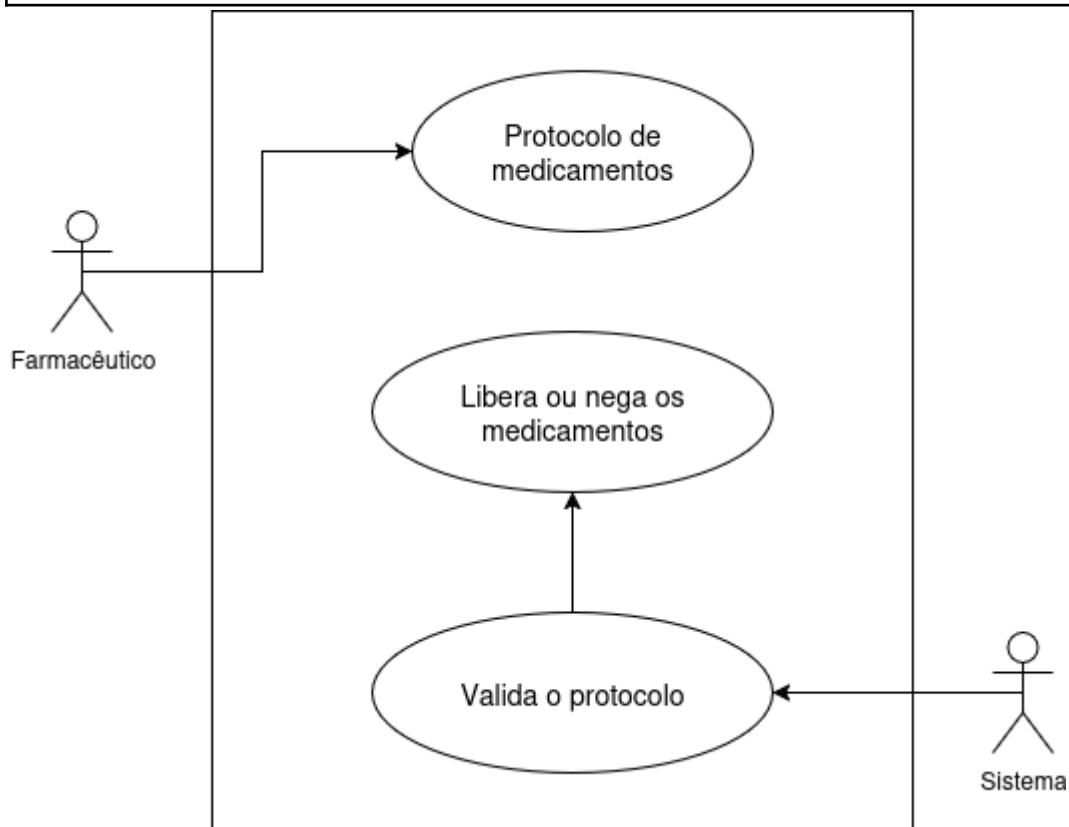 Protocolo de
medicamentos
Farmacêutico
Libera ou nega os
medicamentos
Valida o protocolo
Sistema